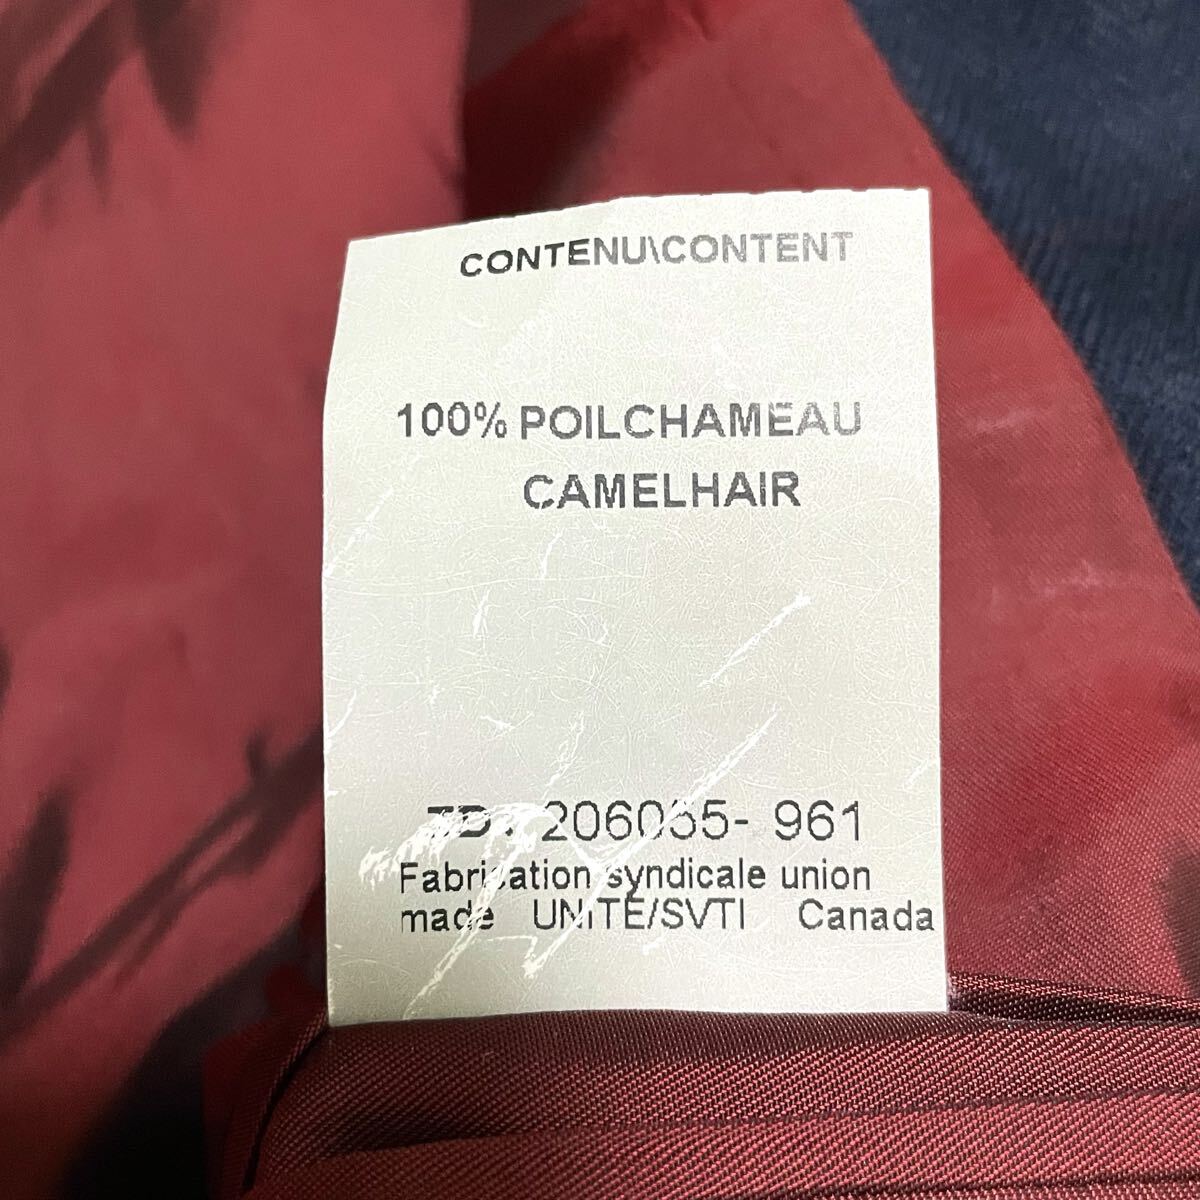 CONTENU\CONTENT
100% POILCHAMEAU
CAMELHAIR
206055- 961
Fabrication syndicale union
made UNITE/SVTI Canada